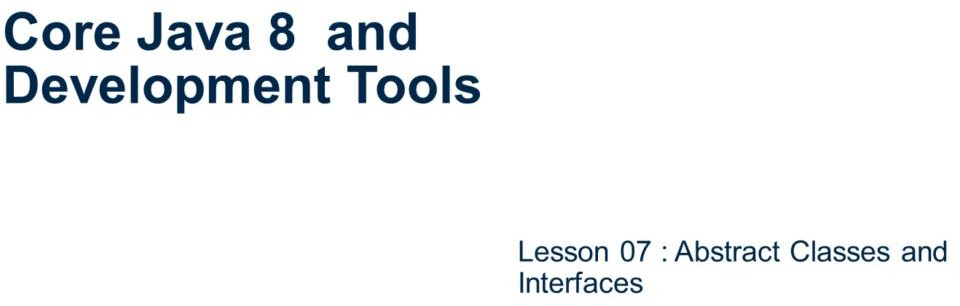 Core Java 8  and
Development Tools
Lesson 07 : Abstract Classes and
Interfaces